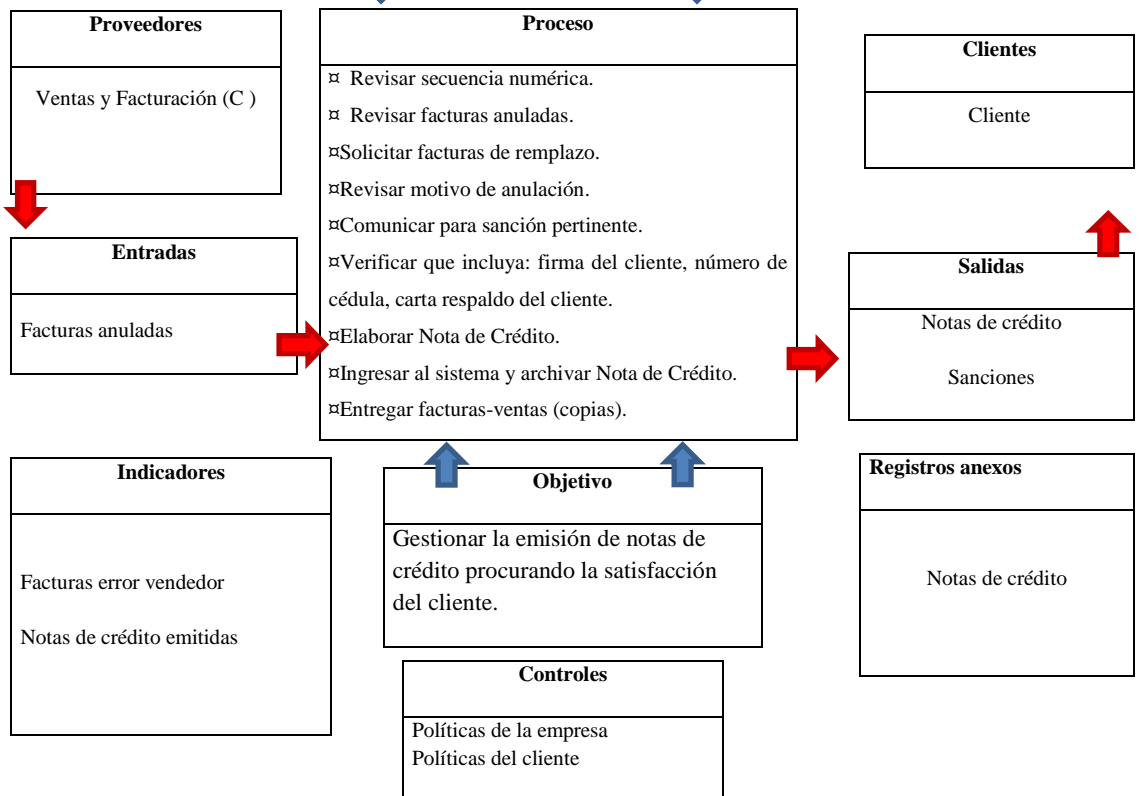 Proveedores
Ventas y Facturación (C )
Entradas
Facturas anuladas
Proceso
¤ Revisar secuencia numérica.
¤ Revisar facturas anuladas.
¤Solicitar facturas de remplazo.
¤Revisar motivo de anulación.
¤Comunicar para sanción pertinente.
¤Verificar que incluya: firma del cliente, número de
cédula, carta respaldo del cliente.
¤Elaborar Nota de Crédito.
¤Ingresar al sistema y archivar Nota de Crédito.
¤Entregar facturas-ventas (copias).
Clientes
Cliente
Salidas
Notas de crédito
Sanciones
Indicadores
Facturas error vendedor
Notas de crédito emitidas
Objetivo
Gestionar la emisión de notas de
crédito procurando la satisfacción
del cliente.
Registros anexos
Notas de crédito
Controles
Políticas de la empresa
Políticas del cliente